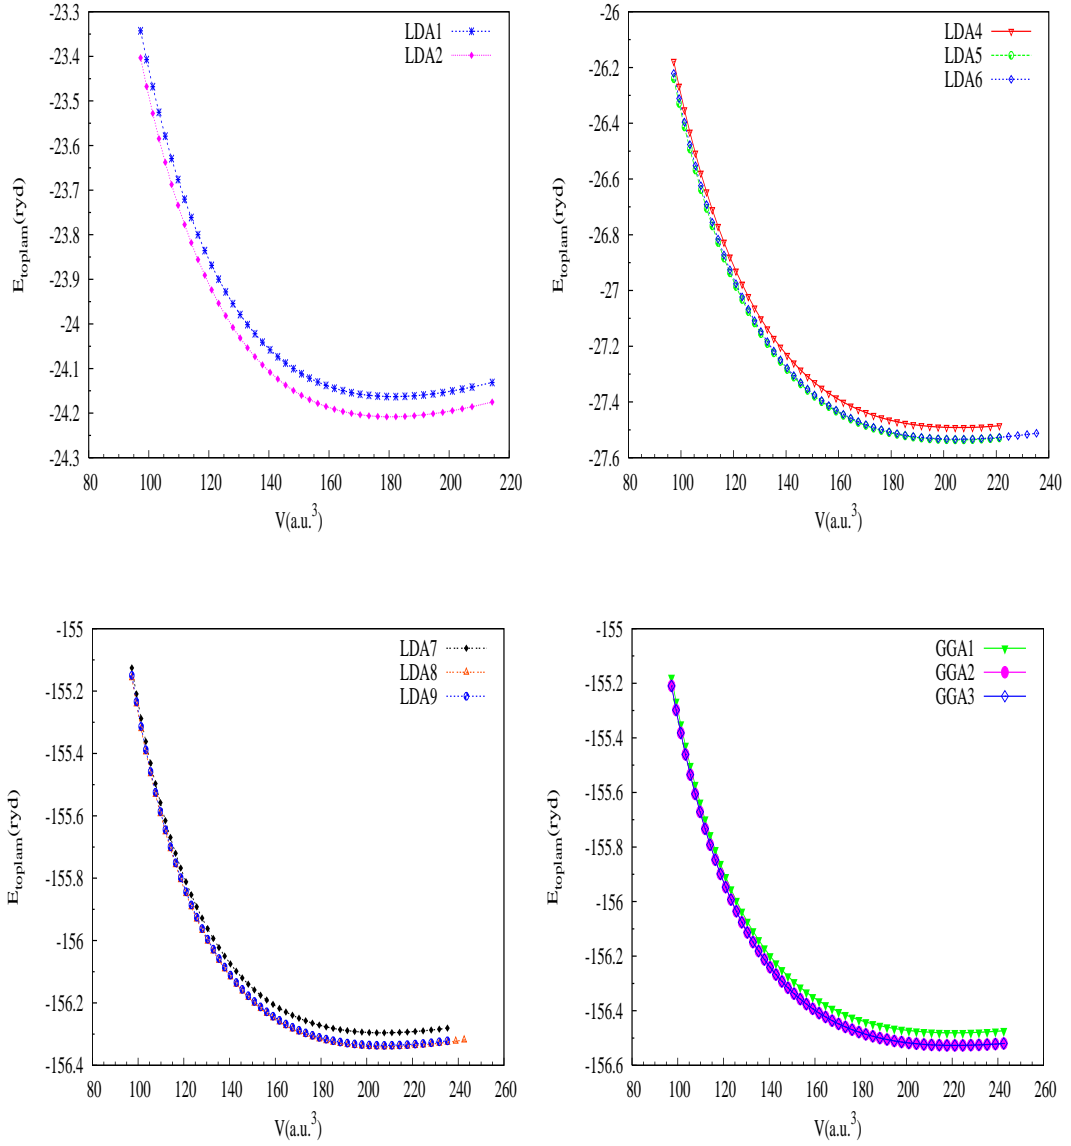 -23.3
-23.4
-23.5
-23.6
-23.7
-23.8
-23.9
-24
-24.1
-24.2
-24.3
80 100 120 140 160 180 200 220
E_toplam(ryd)
V(a.u.³)
LDA1
LDA2
-26
-26.2
-26.4
-26.6
-26.8
-27
-27.2
-27.4
-27.6
80 100 120 140 160 180 200 220 240
E_toplam(ryd)
V(a.u.³)
LDA4
LDA5
LDA6
-155
-155.2
-155.4
-155.6
-155.8
-156
-156.2
-156.4
80 100 120 140 160 180 200 220 240 260
E_toplam(ryd)
V(a.u.³)
LDA7
LDA8
LDA9
-155
-155.2
-155.4
-155.6
-155.8
-156
-156.2
-156.4
-156.6
80 100 120 140 160 180 200 220 240 260
E_toplam(ryd)
V(a.u.³)
GGA1
GGA2
GGA3